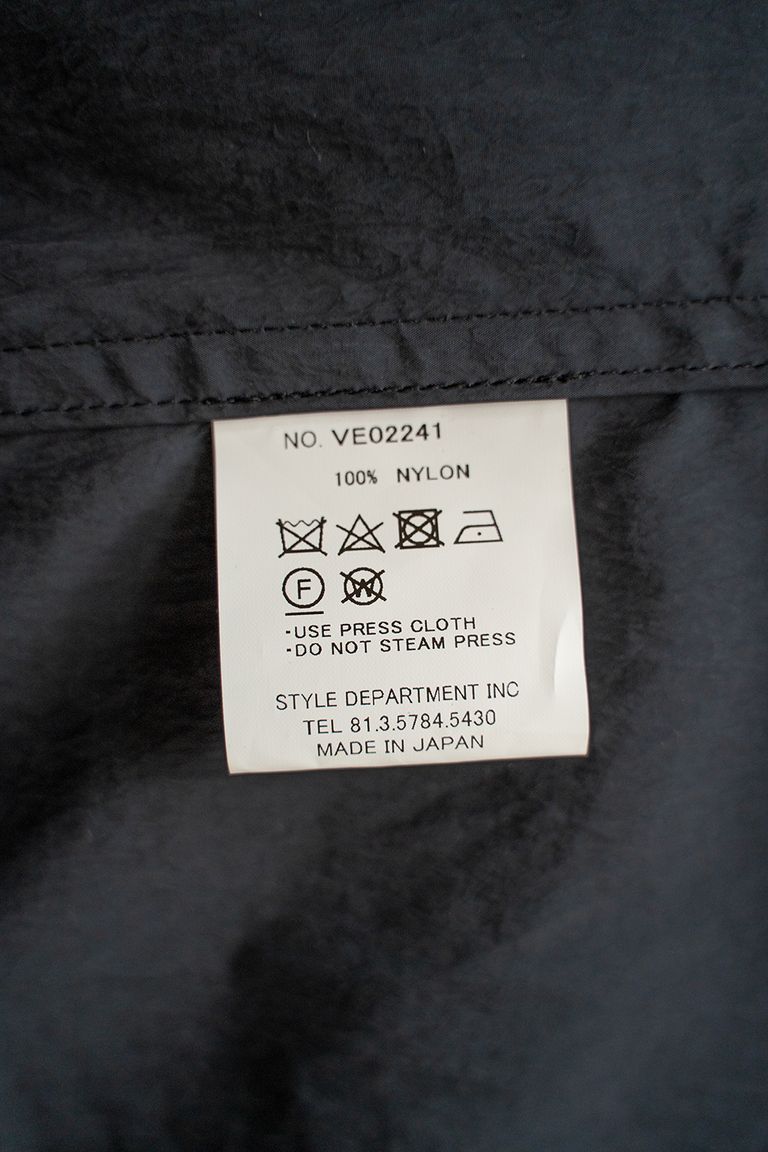 NO. VE02241
100% NYLON
F W
-USE PRESS CLOTH
-DO NOT STEAM PRESS
STYLE DEPARTMENT INC
TEL 81.3.5784.5430
MADE IN JAPAN